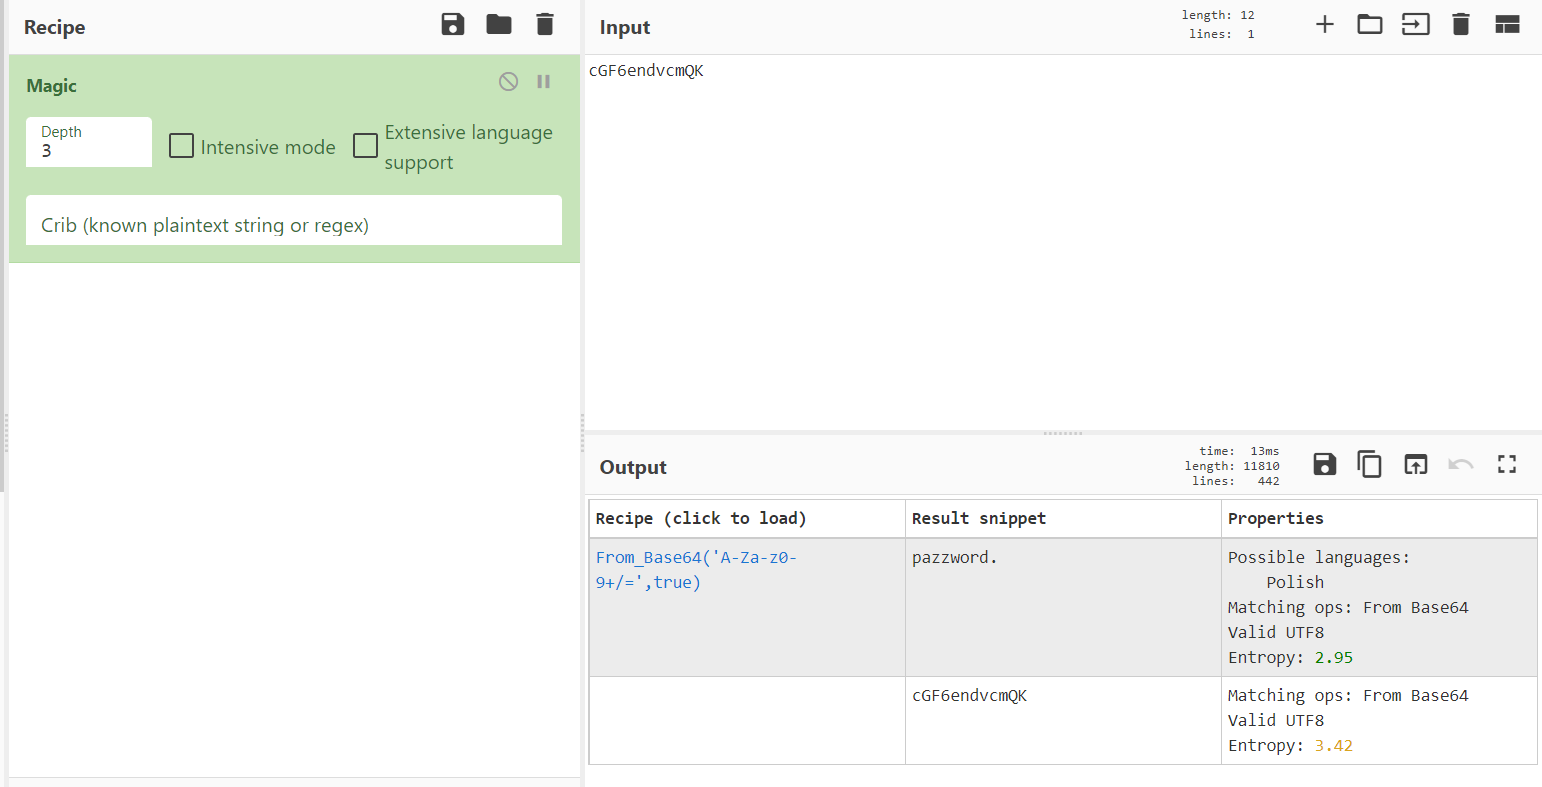 Recipe
Magic
Depth
3
Intensive mode
Extensive language
support
Crib (known plaintext string or regex)
Input
length: 12
lines: 1
cGF6endvcmQK
Output
time: 13ms
length: 11810
lines: 442
Recipe (click to load)
Result snippet
Properties
From_Base64('A-Za-z0-
9+/=',true)
pazzword.
Possible languages:
Polish
Matching ops: From Base64
Valid UTF8
Entropy: 2.95
cGF6endvcmQK
Matching ops: From Base64
Valid UTF8
Entropy: 3.42